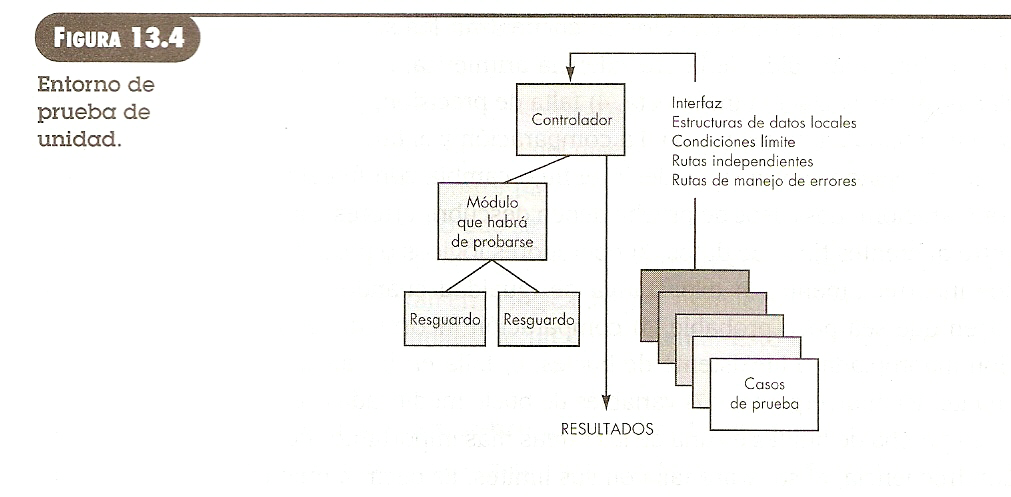 FIGURA 13.4
Entorno de
prueba de
unidad.
Controlador
Interfaz
Estructuras de datos locales
Condiciones límite
Rutas independientes
Rutas de manejo de errores
Módulo
que habrá
de probarse
Resguardo
Resguardo
Casos
de prueba
RESULTADOS